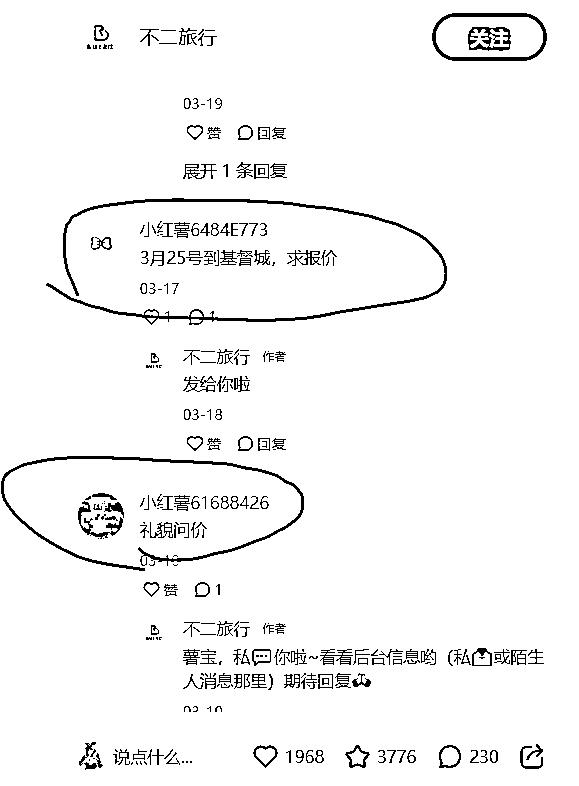 不二旅行
关注
03-19
赞 回复
展开 1 条回复
小红薯6484E773
3月25号到基督城，求报价
03-17
1 1
不二旅行 作者
发给你啦
03-18
赞 回复
小红薯61688426
礼貌问价
赞 1
不二旅行 作者
薯宝，私你啦~看看后台信息哟（私或陌生
人消息那里）期待回复
说点什么... 1968 3776 230